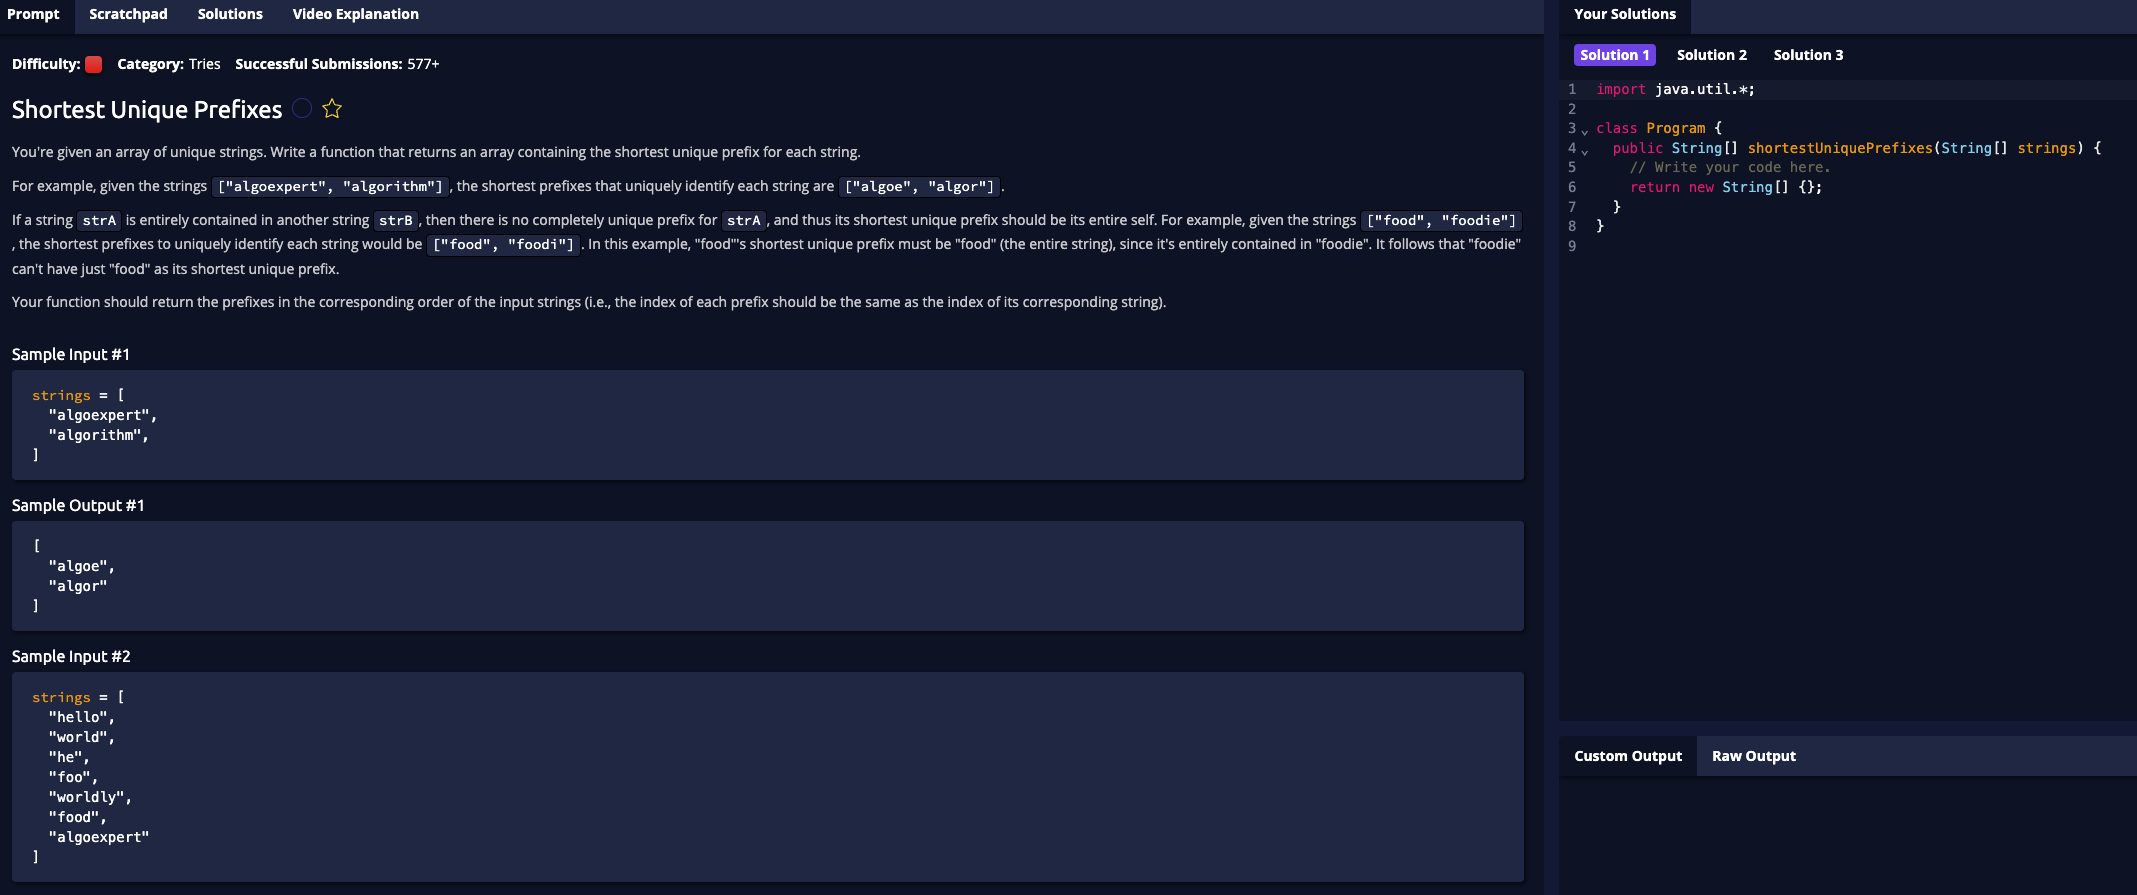 Prompt Scratchpad Solutions Video Explanation
Difficulty: Category: Tries Successful Submissions: 577+
Shortest Unique Prefixes
You're given an array of unique strings. Write a function that returns an array containing the shortest unique prefix for each string.
For example, given the strings ["algoexpert", "algorithm"], the shortest prefixes that uniquely identify each string are ["algoe", "algor"].
If a string strA is entirely contained in another string strB, then there is no completely unique prefix for strA, and thus its shortest unique prefix should be its entire self. For example, given the strings ["food", "foodie"]
, the shortest prefixes to uniquely identify each string would be ["food", "foodi"]. In this example, "food"'s shortest unique prefix must be "food" (the entire string), since it's entirely contained in "foodie". It follows that "foodie"
can't have just "food" as its shortest unique prefix.
Your function should return the prefixes in the corresponding order of the input strings (i.e., the index of each prefix should be the same as the index of its corresponding string).
Sample Input #1
strings = [
"algoexpert",
"algorithm",
]
Sample Output #1
[
"algoe",
"algor"
]
Sample Input #2
strings = [
"hello",
"world",
"he",
"foo",
"worldly",
"food",
"algoexpert"
]
Your Solutions
Solution 1 Solution 2 Solution 3
1 import java.util.*;
2
3 class Program {
4 public String[] shortestUniquePrefixes(String[] strings) {
5 // Write your code here.
6 return new String[] {};
7 }
8 }
9
Custom Output Raw Output